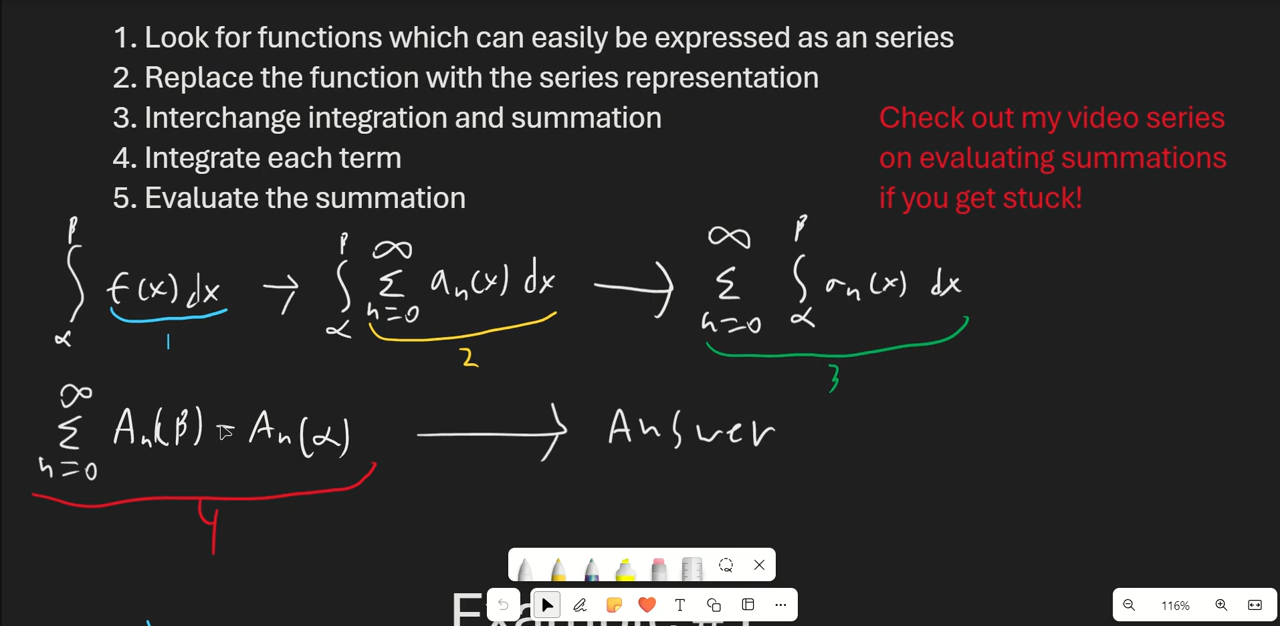 1. Look for functions which can easily be expressed as an series
2. Replace the function with the series representation
3. Interchange integration and summation
4. Integrate each term
5. Evaluate the summation
Check out my video series
on evaluating summations
if you get stuck!
∫_α^β f(x) dx → ∫_α^β ∑_{n=0}^∞ a_n(x) dx ⟶ ∑_{n=0}^∞ ∫_α^β a_n(x) dx
1 2 3
∑_{n=0}^∞ A_n(β) - A_n(α) ⟶ Answer
4
116%